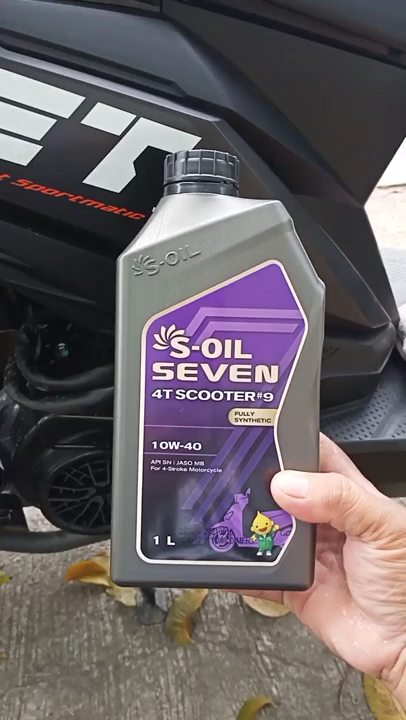 ET
Sportmatic
S-OIL
S-OIL
SEVEN
4T SCOOTER #9
FULLY
SYNTHETIC
10W-40
API SN | JASO MB
For 4-Stroke Motorcycle
1 L